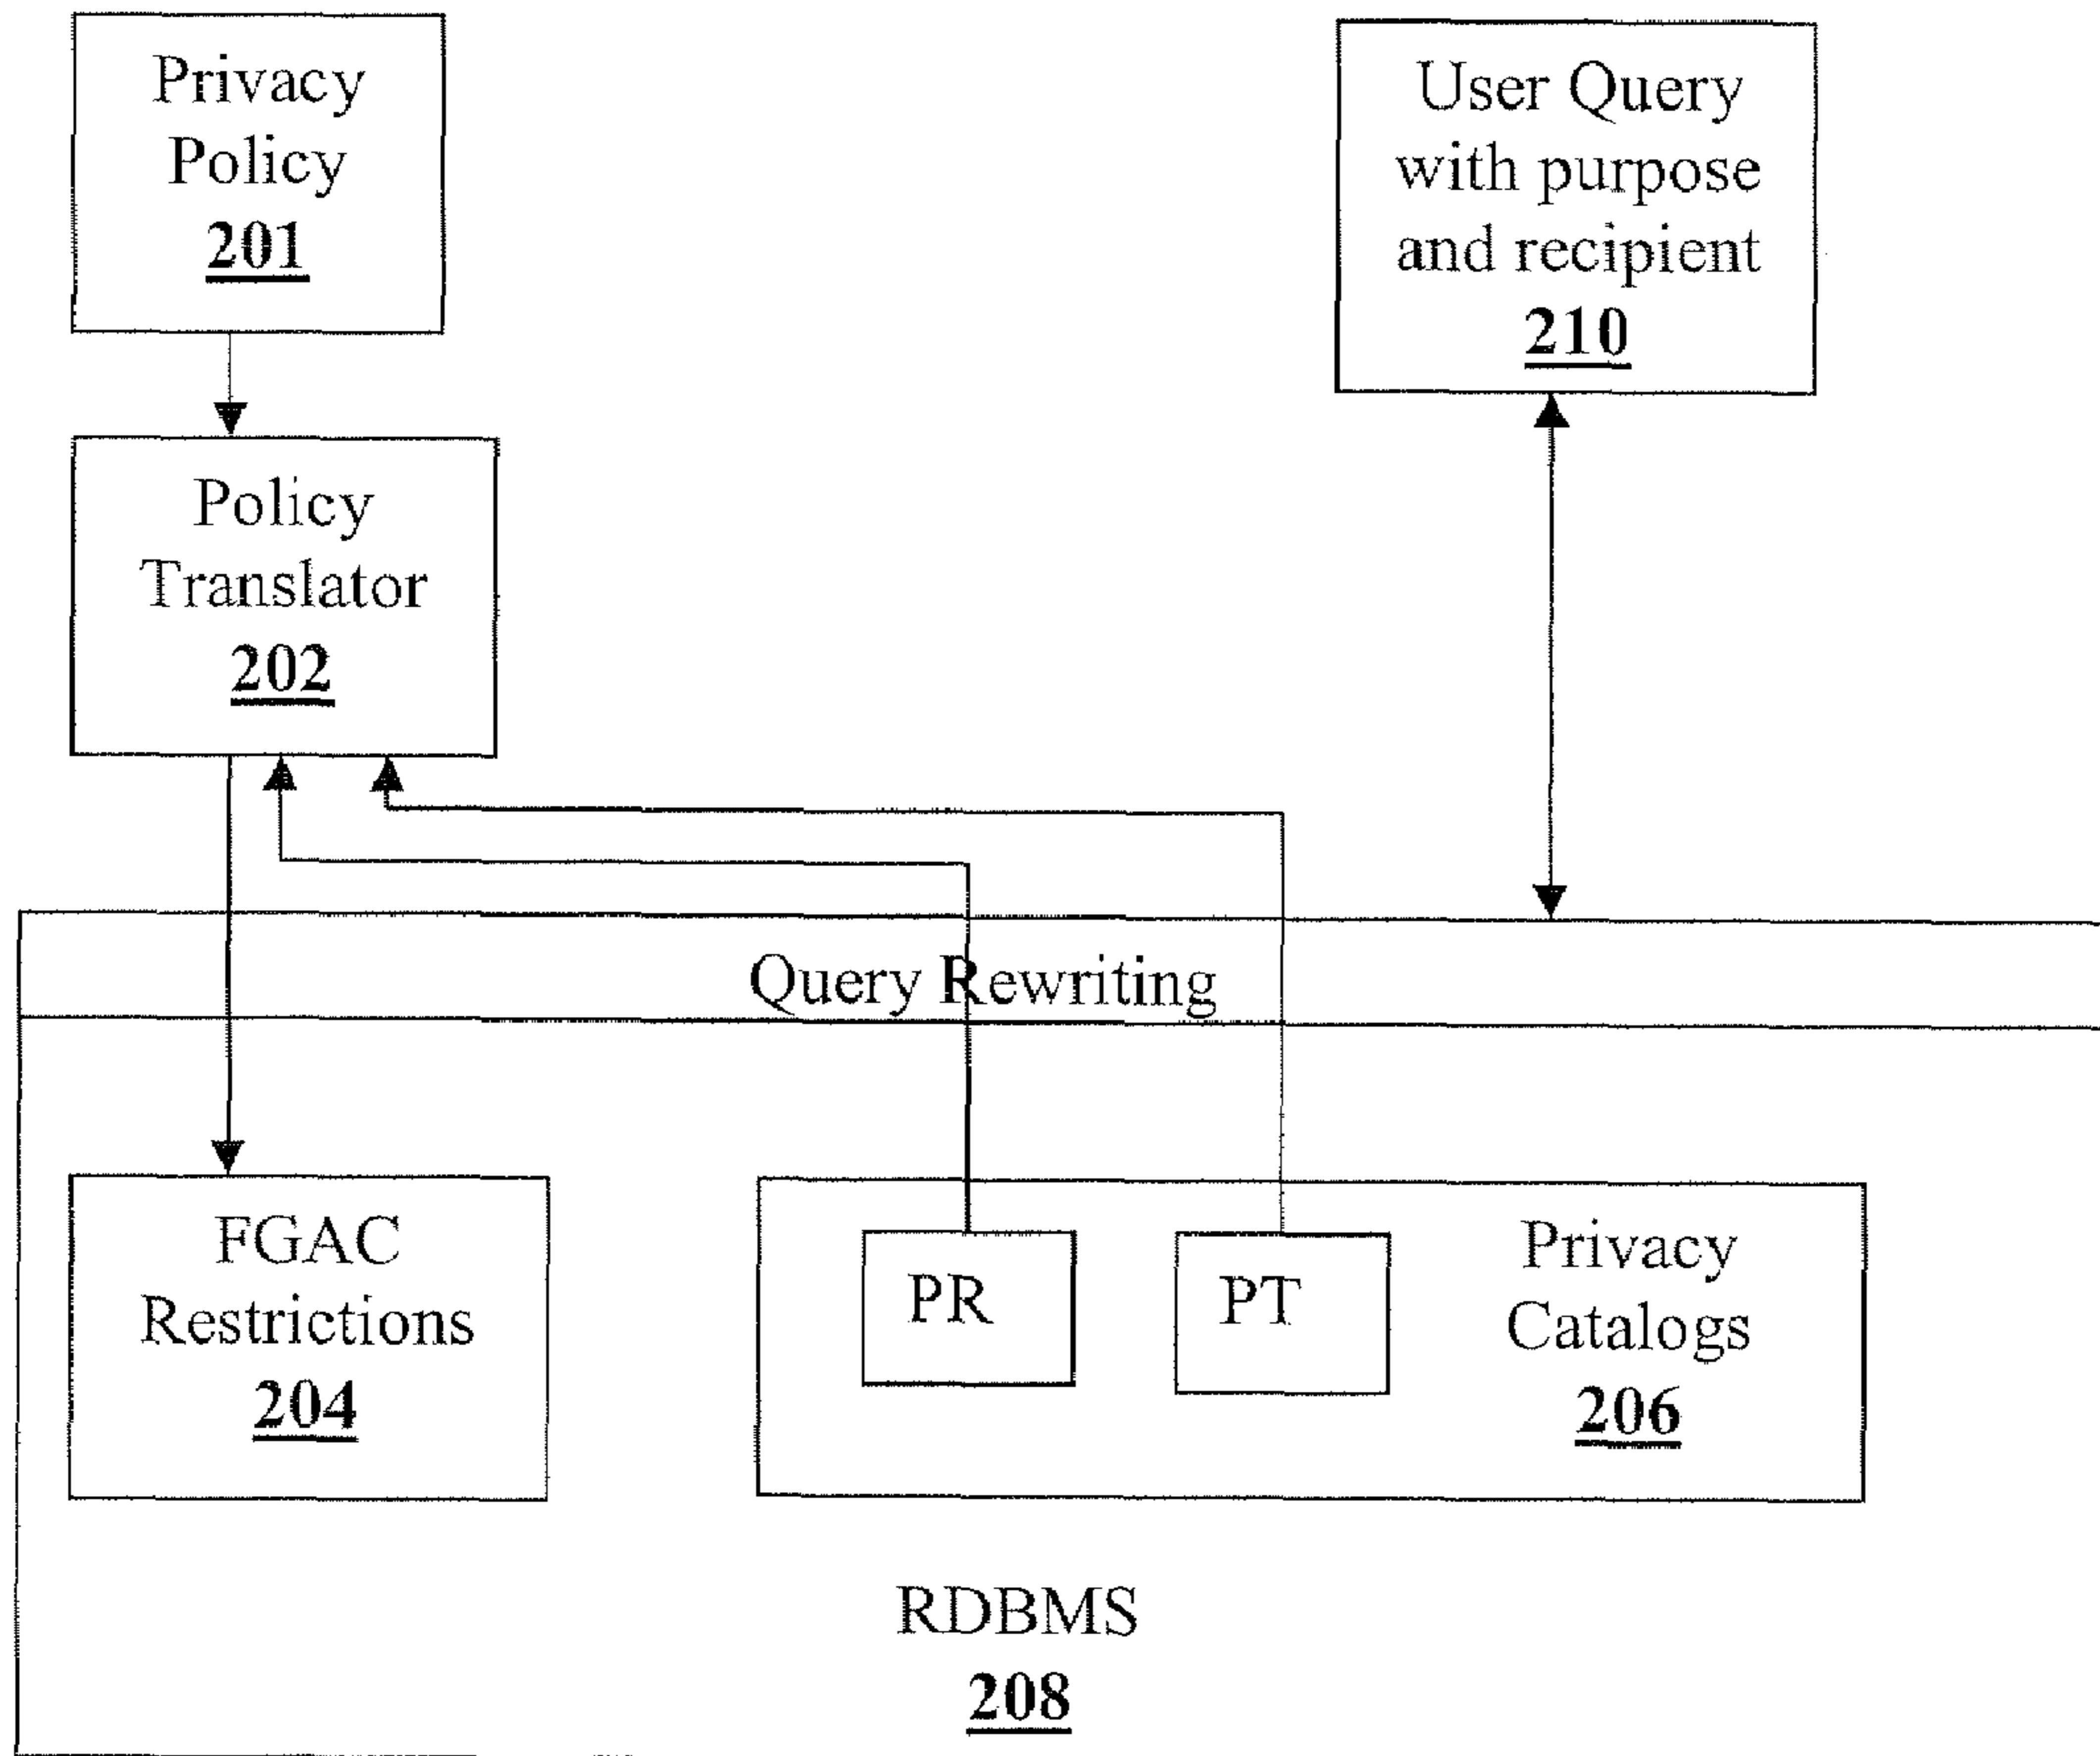 Privacy
Policy
201
User Query
with purpose
and recipient
210
Policy
Translator
202
Query Rewriting
FGAC
Restrictions
204
PR
PT
Privacy
Catalogs
206
RDBMS
208